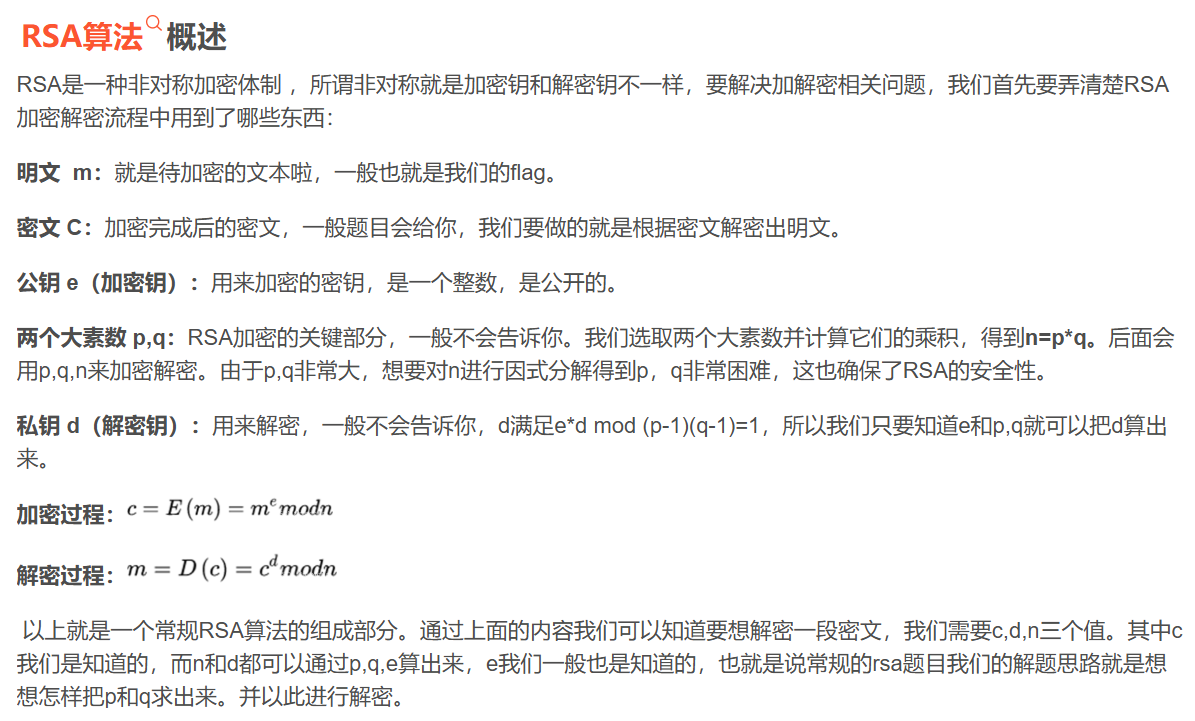 RSA算法 概述
RSA是一种非对称加密体制 ，所谓非对称就是加密钥和解密钥不一样，要解决加解密相关问题，我们首先要弄清楚RSA
加密解密流程中用到了哪些东西：
明文  m：就是待加密的文本啦，一般也就是我们的flag。
密文 C：加密完成后的密文，一般题目会给你，我们要做的就是根据密文解密出明文。
公钥 e（加密钥）：用来加密的密钥，是一个整数，是公开的。
两个大素数 p,q：RSA加密的关键部分，一般不会告诉你。我们选取两个大素数并计算它们的乘积，得到n=p*q。后面会
用p,q,n来加密解密。由于p,q非常大，想要对n进行因式分解得到p，q非常困难，这也确保了RSA的安全性。
私钥 d（解密钥）：用来解密，一般不会告诉你，d满足e*d mod (p-1)(q-1)=1，所以我们只要知道e和p,q就可以把d算出
来。
加密过程：c = E (m) = m^e modn
解密过程：m = D (c) = c^d modn
以上就是一个常规RSA算法的组成部分。通过上面的内容我们可以知道要想解密一段密文，我们需要c,d,n三个值。其中c
我们是知道的，而n和d都可以通过p,q,e算出来，e我们一般也是知道的，也就是说常规的rsa题目我们的解题思路就是想
想怎样把p和q求出来。并以此进行解密。